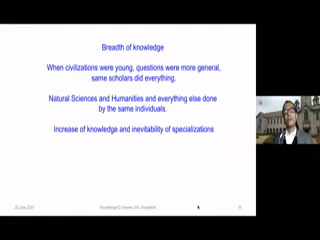 Breadth of knowledge
When civilizations were young, questions were more general,
same scholars did everything.
Natural Sciences and Humanities and everything else done
by the same individuals.
Increase of knowledge and inevitability of specializations